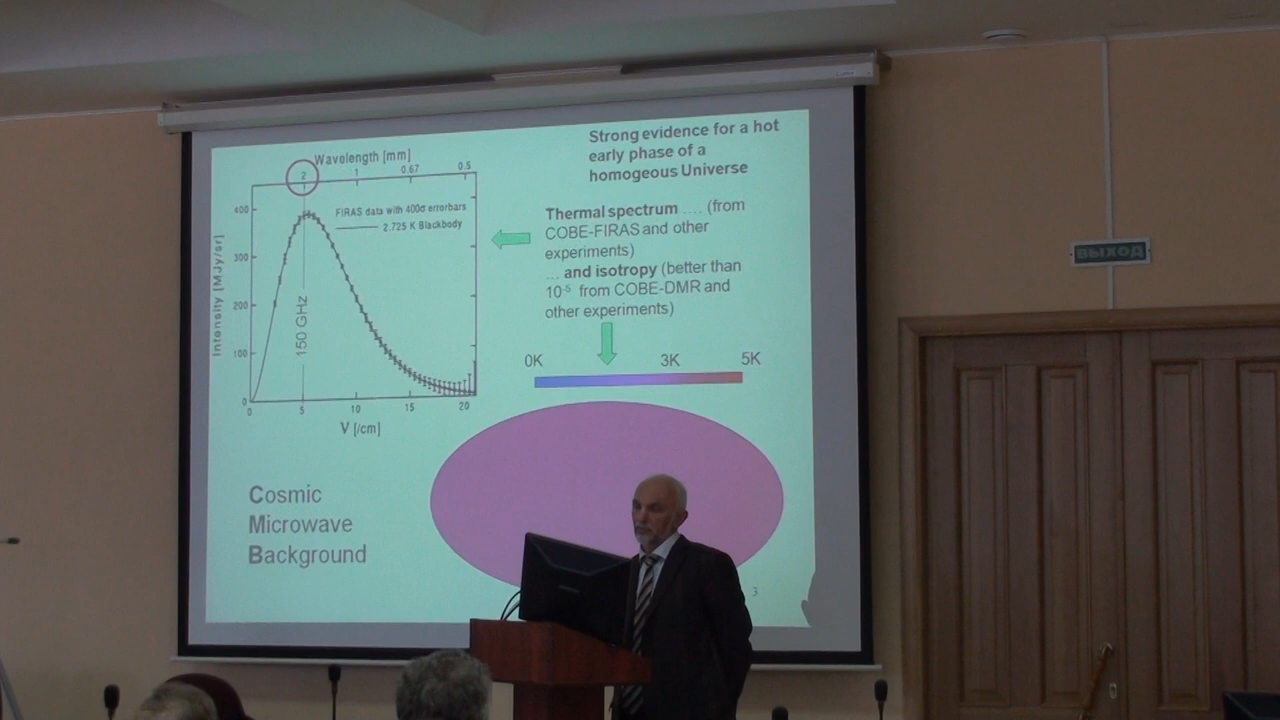 Wavelength [mm]
2 1 0.67 0.5
FIRAS data with 400σ errorbars
2.725 K Blackbody
400
300
200
100
0
Intensity [MJy/sr]
150 GHz
0 5 10 15 20
V [/cm]
Strong evidence for a hot
early phase of a
homogeous Universe
Thermal spectrum .... (from
COBE-FIRAS and other
experiments)
... and isotropy (better than
10⁻⁵ from COBE-DMR and
other experiments)
0K 3K 5K
Cosmic
Microwave
Background
3
ВЫХОД